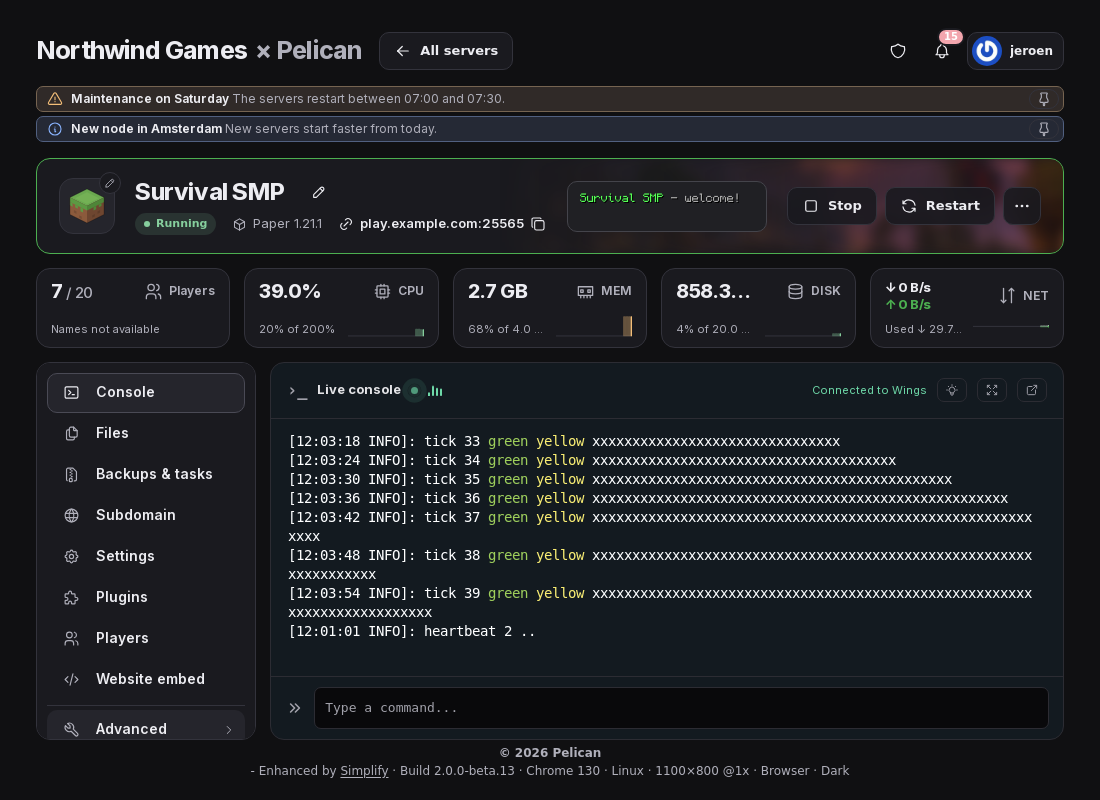 Northwind Games × Pelican
All servers
15
jeroen
Maintenance on Saturday The servers restart between 07:00 and 07:30.
New node in Amsterdam New servers start faster from today.
Survival SMP
Running
Paper 1.21.1
play.example.com:25565
Survival SMP – welcome!
Stop
Restart
...
7 / 20
Players
Names not available
39.0%
CPU
20% of 200%
2.7 GB
MEM
68% of 4.0 ...
858.3...
DISK
4% of 20.0 ...
↓ 0 B/s
↑ 0 B/s
NET
Used ↓ 29.7...
Console
Files
Backups & tasks
Subdomain
Settings
Plugins
Players
Website embed
Advanced
Live console
Connected to Wings
[12:03:18 INFO]: tick 33 green yellow xxxxxxxxxxxxxxxxxxxxxxxxxxxxxxx
[12:03:24 INFO]: tick 34 green yellow xxxxxxxxxxxxxxxxxxxxxxxxxxxxxxxxxxxxxx
[12:03:30 INFO]: tick 35 green yellow xxxxxxxxxxxxxxxxxxxxxxxxxxxxxxxxxxxxxxxxxxxxx
[12:03:36 INFO]: tick 36 green yellow xxxxxxxxxxxxxxxxxxxxxxxxxxxxxxxxxxxxxxxxxxxxxxxxxxxx
[12:03:42 INFO]: tick 37 green yellow xxxxxxxxxxxxxxxxxxxxxxxxxxxxxxxxxxxxxxxxxxxxxxxxxxxxxxx
xxxx
[12:03:48 INFO]: tick 38 green yellow xxxxxxxxxxxxxxxxxxxxxxxxxxxxxxxxxxxxxxxxxxxxxxxxxxxxxxx
xxxxxxxxxxx
[12:03:54 INFO]: tick 39 green yellow xxxxxxxxxxxxxxxxxxxxxxxxxxxxxxxxxxxxxxxxxxxxxxxxxxxxxxx
xxxxxxxxxxxxxxxxxx
[12:01:01 INFO]: heartbeat 2 ..
Type a command...
© 2026 Pelican
- Enhanced by Simplify · Build 2.0.0-beta.13 · Chrome 130 · Linux · 1100×800 @1x · Browser · Dark